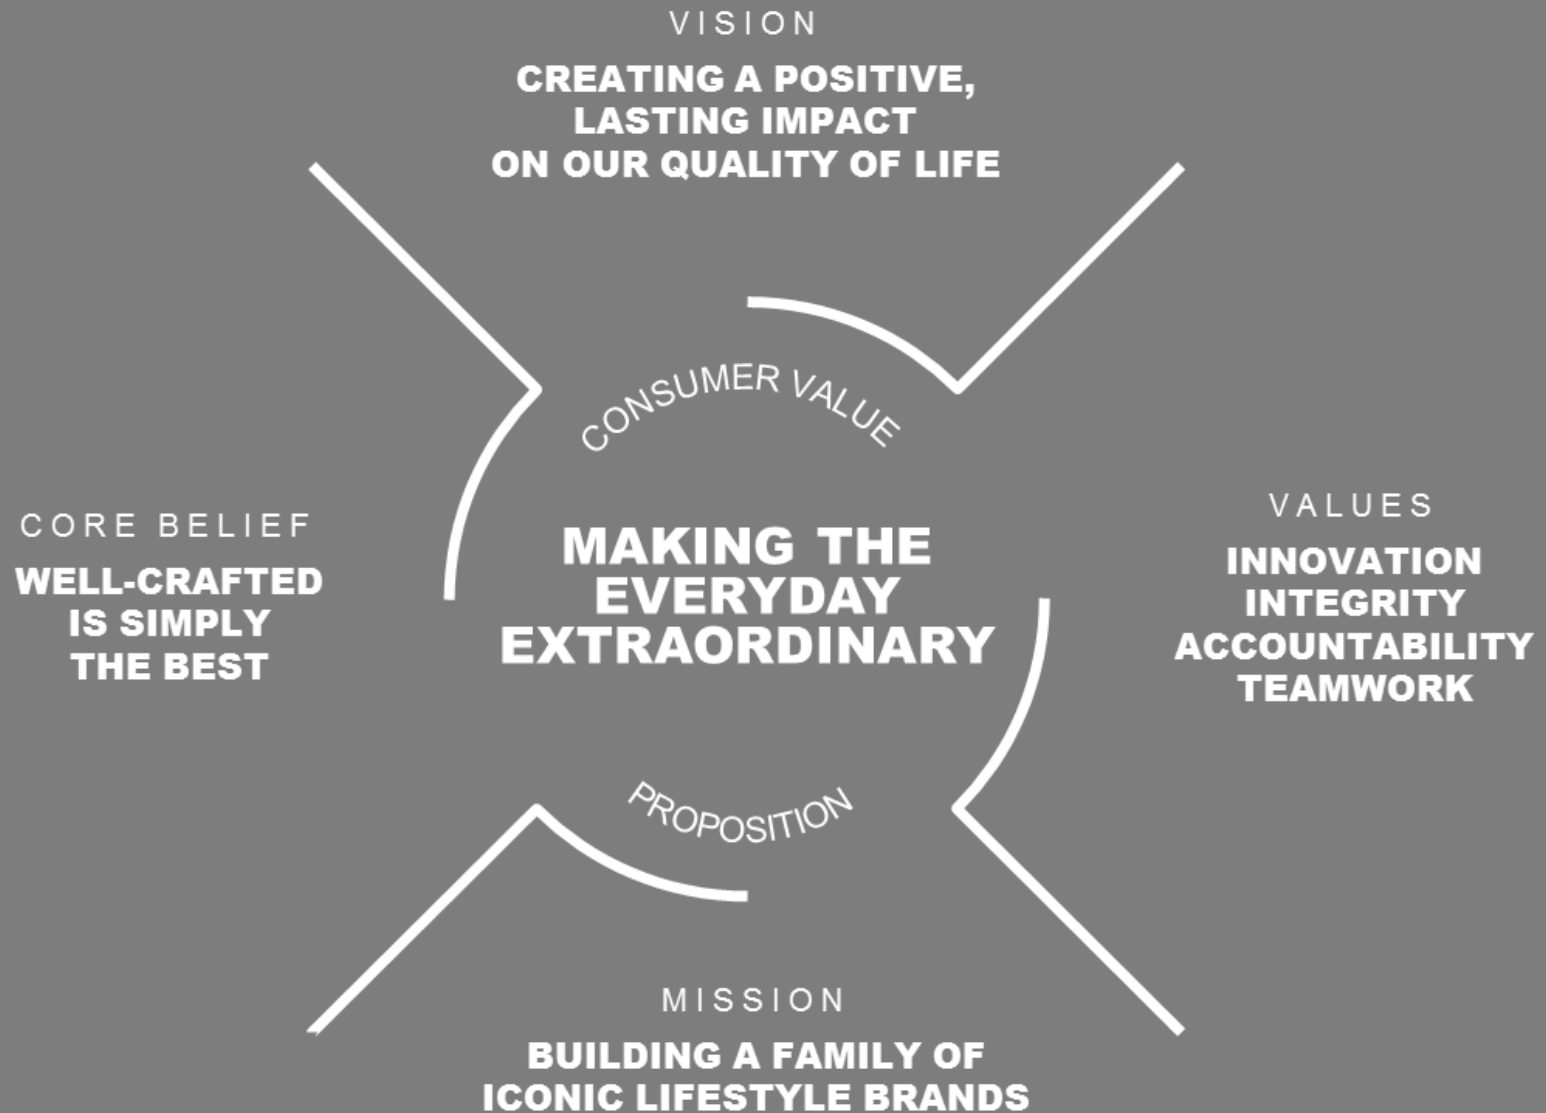 VISION
CREATING A POSITIVE,
LASTING IMPACT
ON OUR QUALITY OF LIFE
CONSUMER VALUE
MAKING THE
EVERYDAY
EXTRAORDINARY
PROPOSITION
CORE BELIEF
WELL-CRAFTED
IS SIMPLY
THE BEST
VALUES
INNOVATION
INTEGRITY
ACCOUNTABILITY
TEAMWORK
MISSION
BUILDING A FAMILY OF
ICONIC LIFESTYLE BRANDS